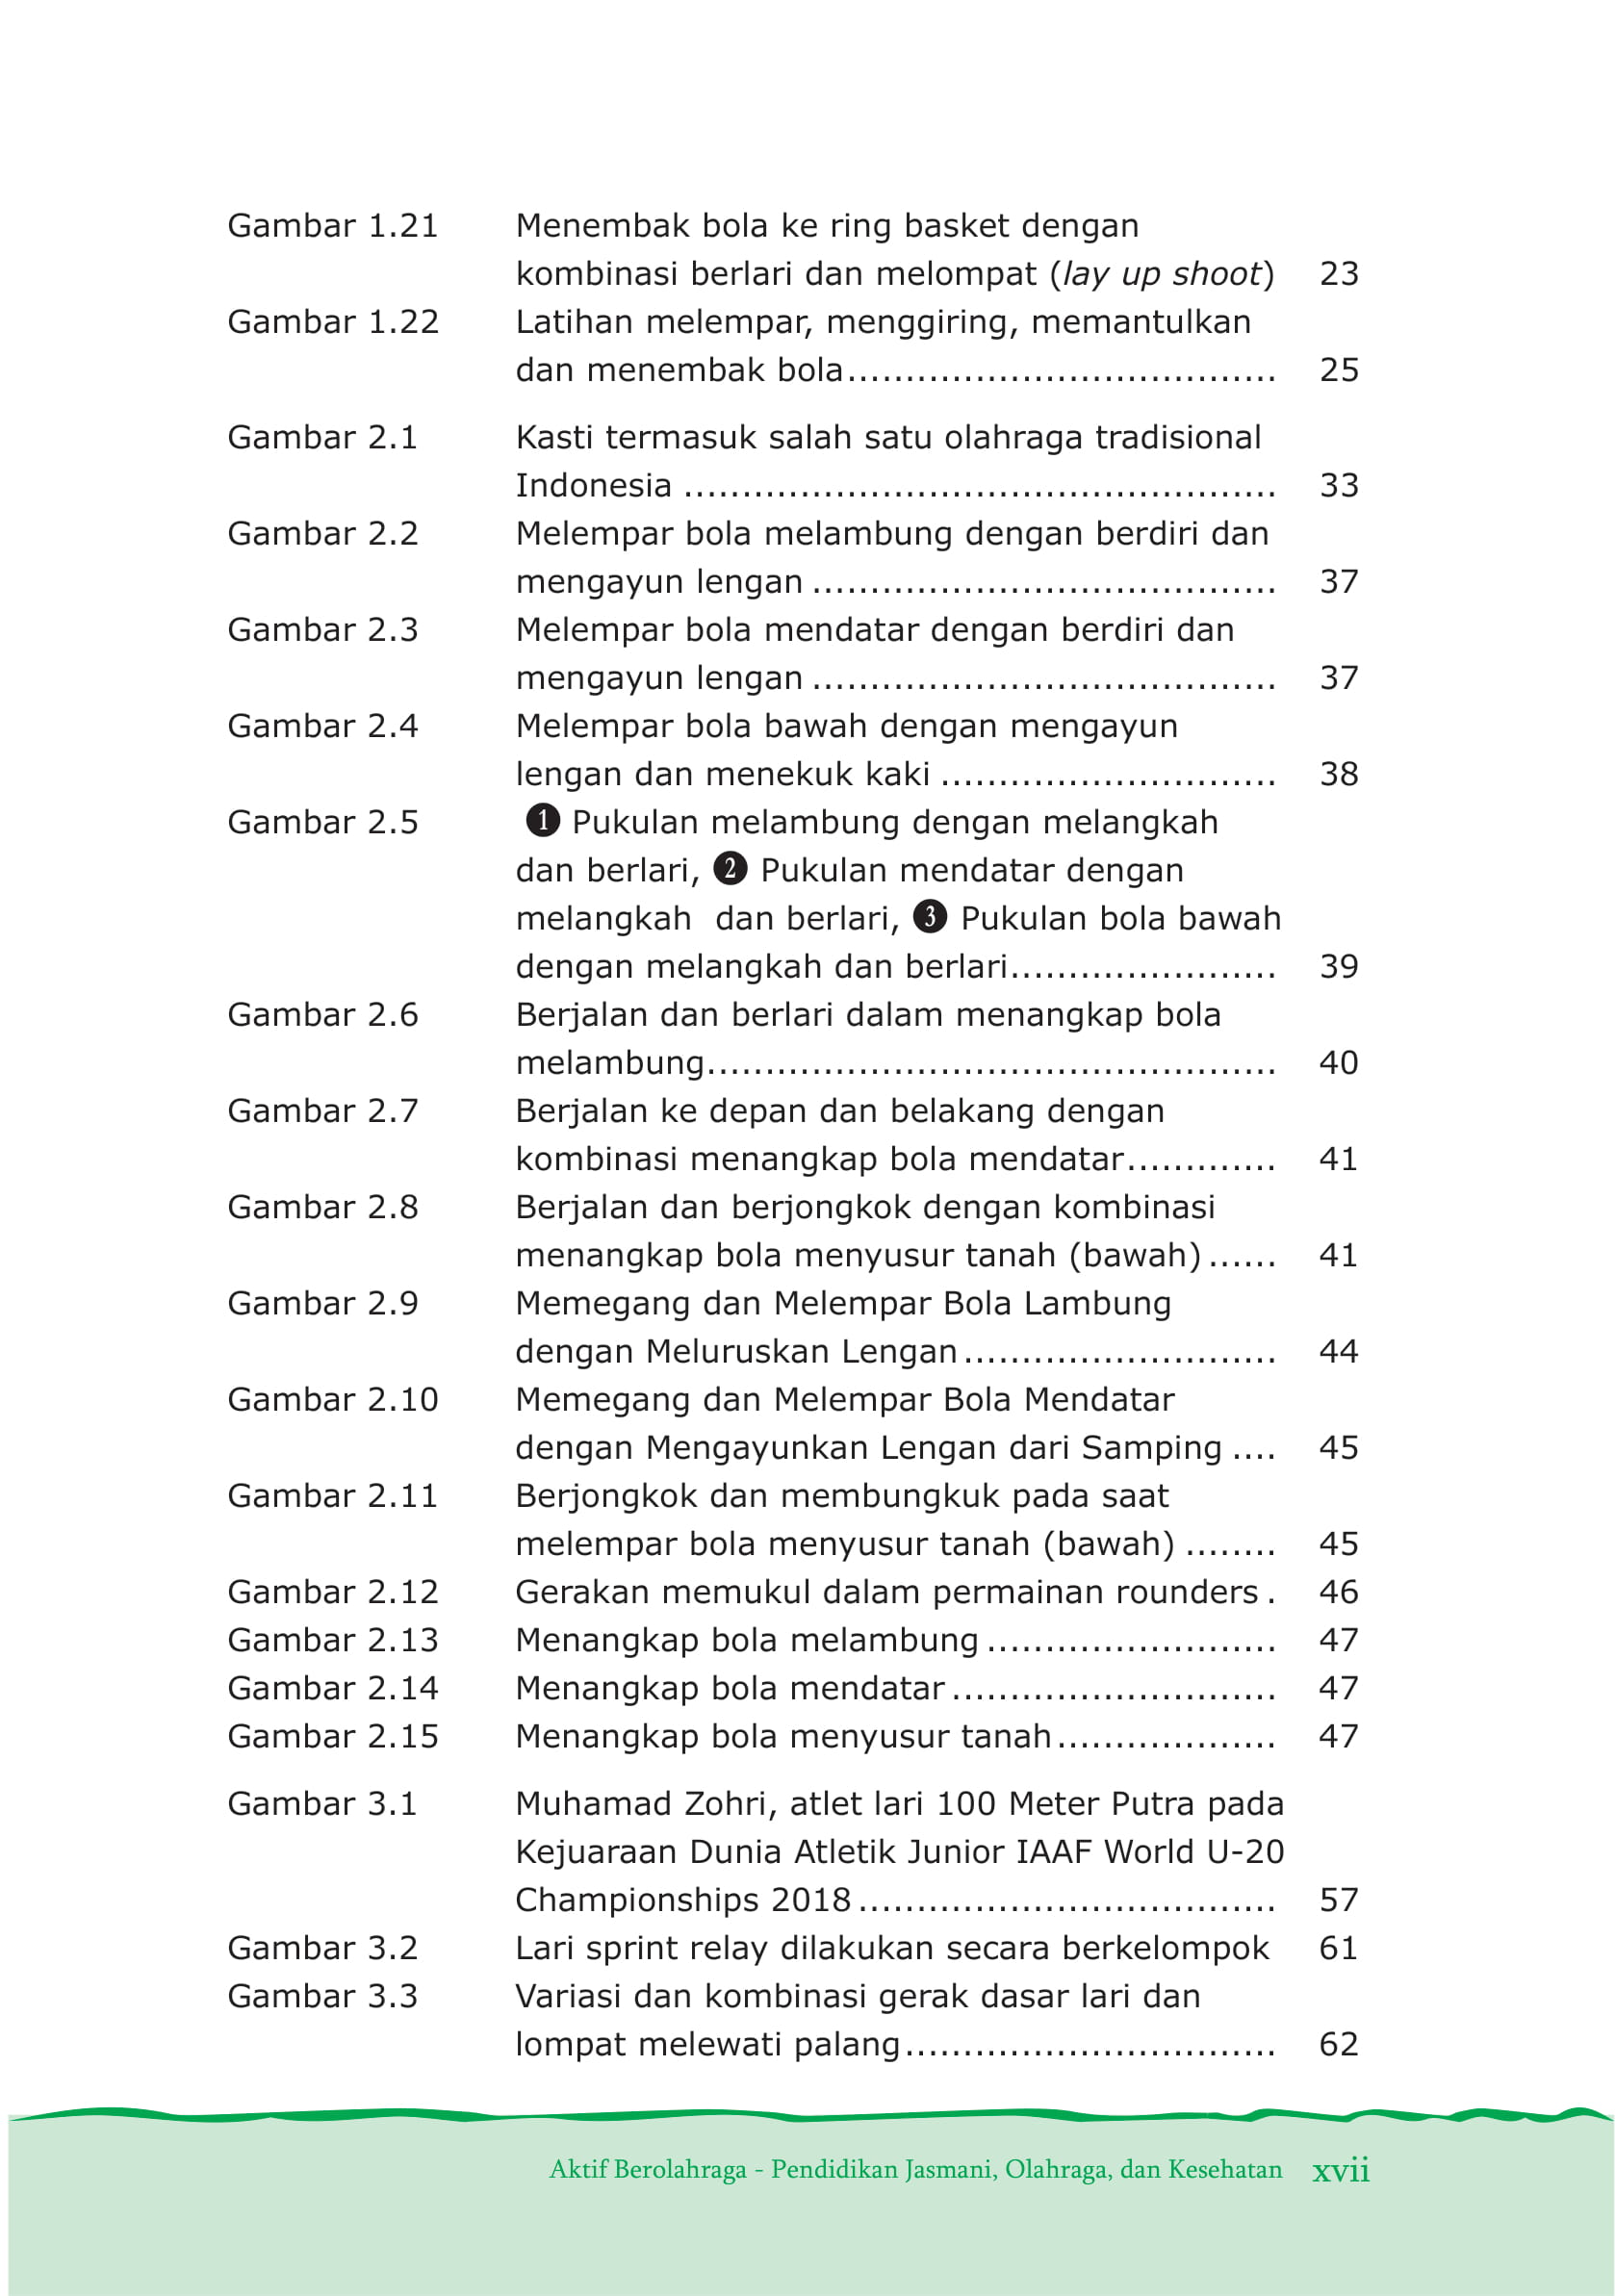 Gambar 1.21 Menembak bola ke ring basket dengan
kombinasi berlari dan melompat (lay up shoot) 23
Gambar 1.22 Latihan melempar, menggiring, memantulkan
dan menembak bola..................................... 25
Gambar 2.1 Kasti termasuk salah satu olahraga tradisional
Indonesia ................................................... 33
Gambar 2.2 Melempar bola melambung dengan berdiri dan
mengayun lengan ........................................ 37
Gambar 2.3 Melempar bola mendatar dengan berdiri dan
mengayun lengan ........................................ 37
Gambar 2.4 Melempar bola bawah dengan mengayun
lengan dan menekuk kaki ............................. 38
Gambar 2.5 ❶ Pukulan melambung dengan melangkah
dan berlari, ❷ Pukulan mendatar dengan
melangkah dan berlari, ❸ Pukulan bola bawah
dengan melangkah dan berlari....................... 39
Gambar 2.6 Berjalan dan berlari dalam menangkap bola
melambung................................................. 40
Gambar 2.7 Berjalan ke depan dan belakang dengan
kombinasi menangkap bola mendatar............. 41
Gambar 2.8 Berjalan dan berjongkok dengan kombinasi
menangkap bola menyusur tanah (bawah) ...... 41
Gambar 2.9 Memegang dan Melempar Bola Lambung
dengan Meluruskan Lengan ........................... 44
Gambar 2.10 Memegang dan Melempar Bola Mendatar
dengan Mengayunkan Lengan dari Samping .... 45
Gambar 2.11 Berjongkok dan membungkuk pada saat
melempar bola menyusur tanah (bawah) ........ 45
Gambar 2.12 Gerakan memukul dalam permainan rounders . 46
Gambar 2.13 Menangkap bola melambung ......................... 47
Gambar 2.14 Menangkap bola mendatar ............................ 47
Gambar 2.15 Menangkap bola menyusur tanah................... 47
Gambar 3.1 Muhamad Zohri, atlet lari 100 Meter Putra pada
Kejuaraan Dunia Atletik Junior IAAF World U-20
Championships 2018 .................................... 57
Gambar 3.2 Lari sprint relay dilakukan secara berkelompok 61
Gambar 3.3 Variasi dan kombinasi gerak dasar lari dan
lompat melewati palang................................ 62
Aktif Berolahraga - Pendidikan Jasmani, Olahraga, dan Kesehatan xvii